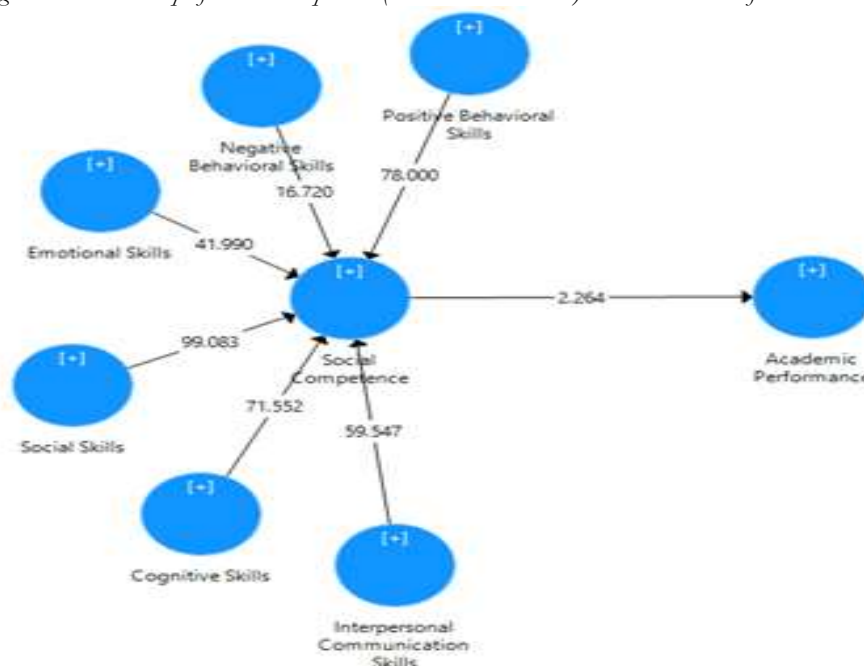 [+]
[+]
Positive Behavioral
Skills
Negative
Behavioral Skills
78.000
16.720
[+]
Emotional Skills
41.990
[+]
2.264
[+]
Social
Competence
Academic
Performance
99.083
[+]
Social Skills
71.552
59.547
[+]
Cognitive Skills
[+]
Interpersonal
Communication
Skills